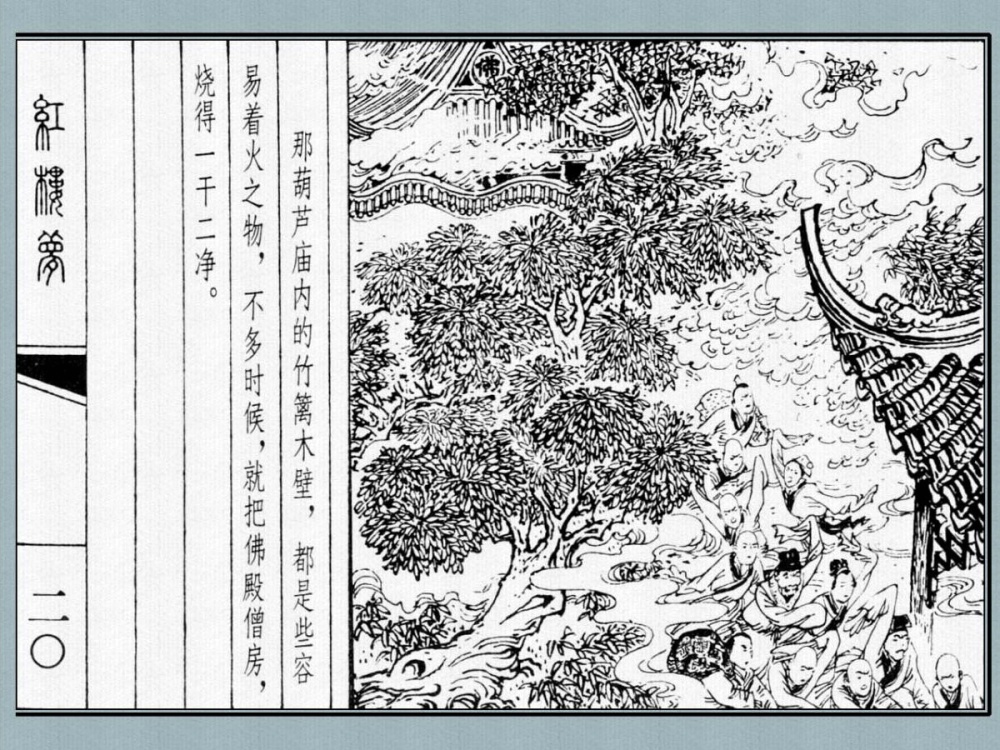 那葫芦庙内的竹篱木壁，都是些容
易着火之物，不多时候，就把佛殿僧房，
烧得一干二净。
紅樓夢
二〇
佛